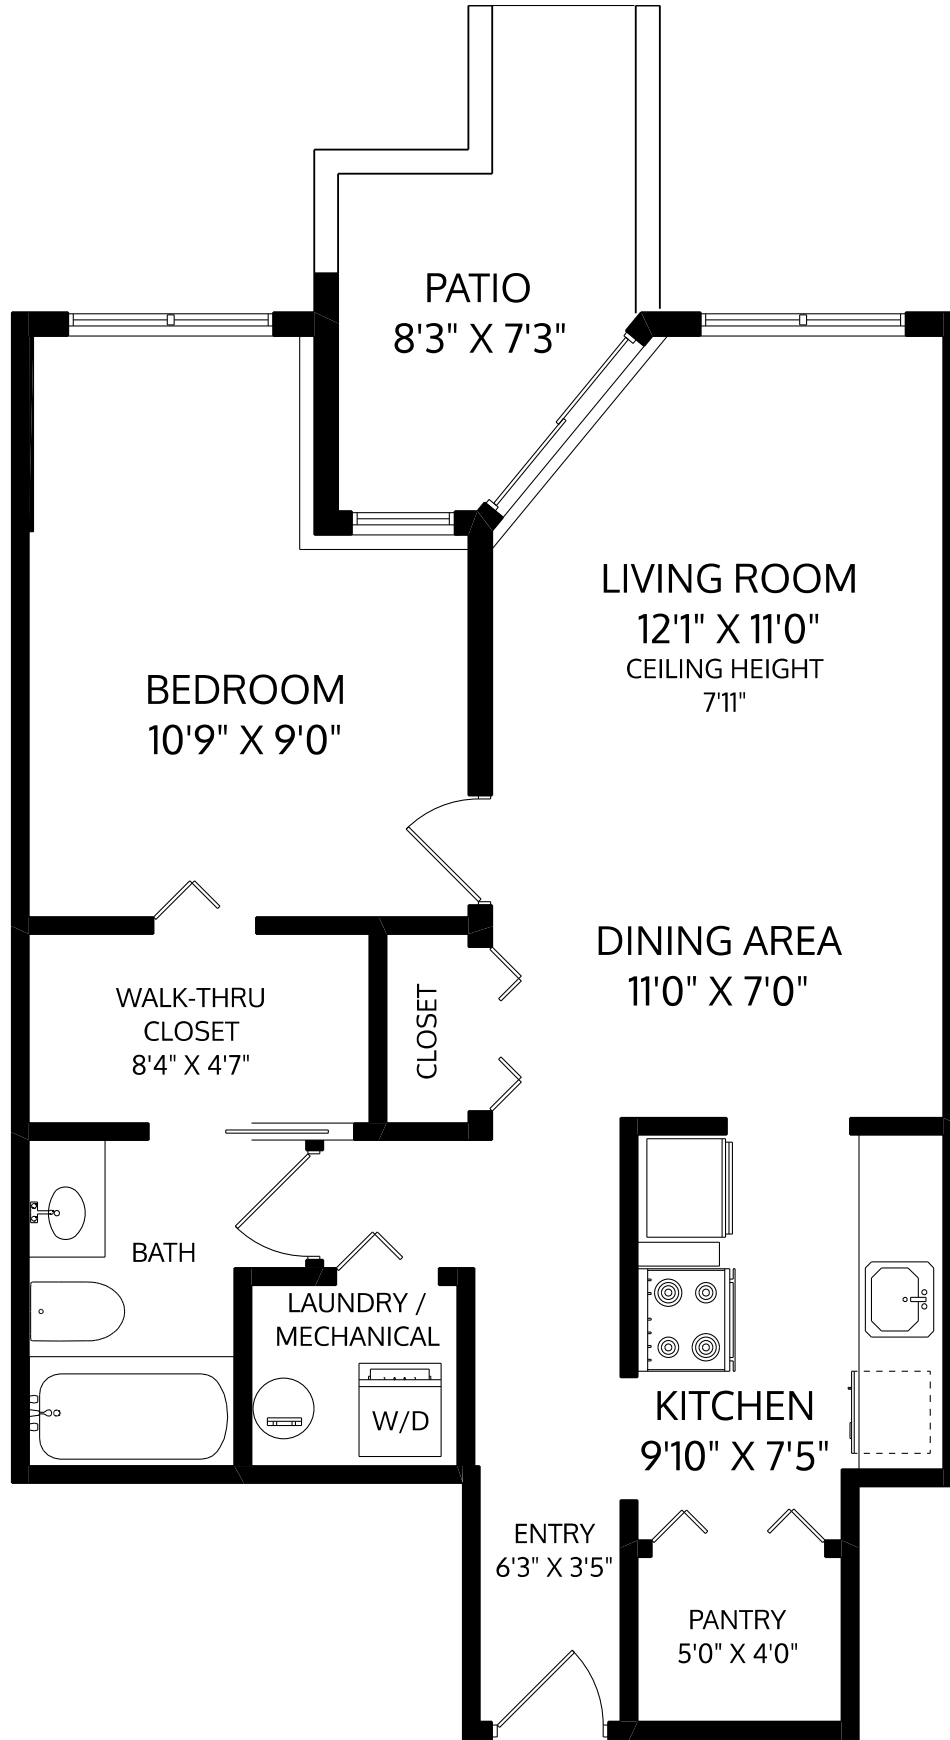 PATIO
8'3" X 7'3"
LIVING ROOM
12'1" X 11'0"
CEILING HEIGHT
7'11"
BEDROOM
10'9" X 9'0"
DINING AREA
11'0" X 7'0"
WALK-THRU
CLOSET
8'4" X 4'7"
CLOSET
BATH
LAUNDRY /
MECHANICAL
W/D
KITCHEN
9'10" X 7'5"
ENTRY
6'3" X 3'5"
PANTRY
5'0" X 4'0"